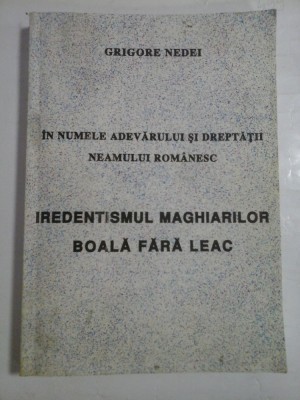 GRIGORE NEDEI
ÎN NUMELE ADEVĂRULUI ŞI DREPTĂŢII
NEAMULUI ROMÂNESC
IREDENTISMUL MAGHIARILOR
BOALĂ FĂRĂ LEAC